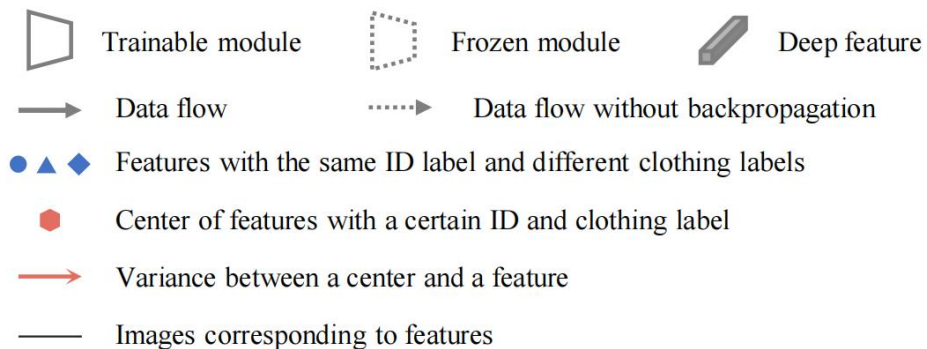 Trainable module Frozen module Deep feature
Data flow Data flow without backpropagation
Features with the same ID label and different clothing labels
Center of features with a certain ID and clothing label
Variance between a center and a feature
Images corresponding to features